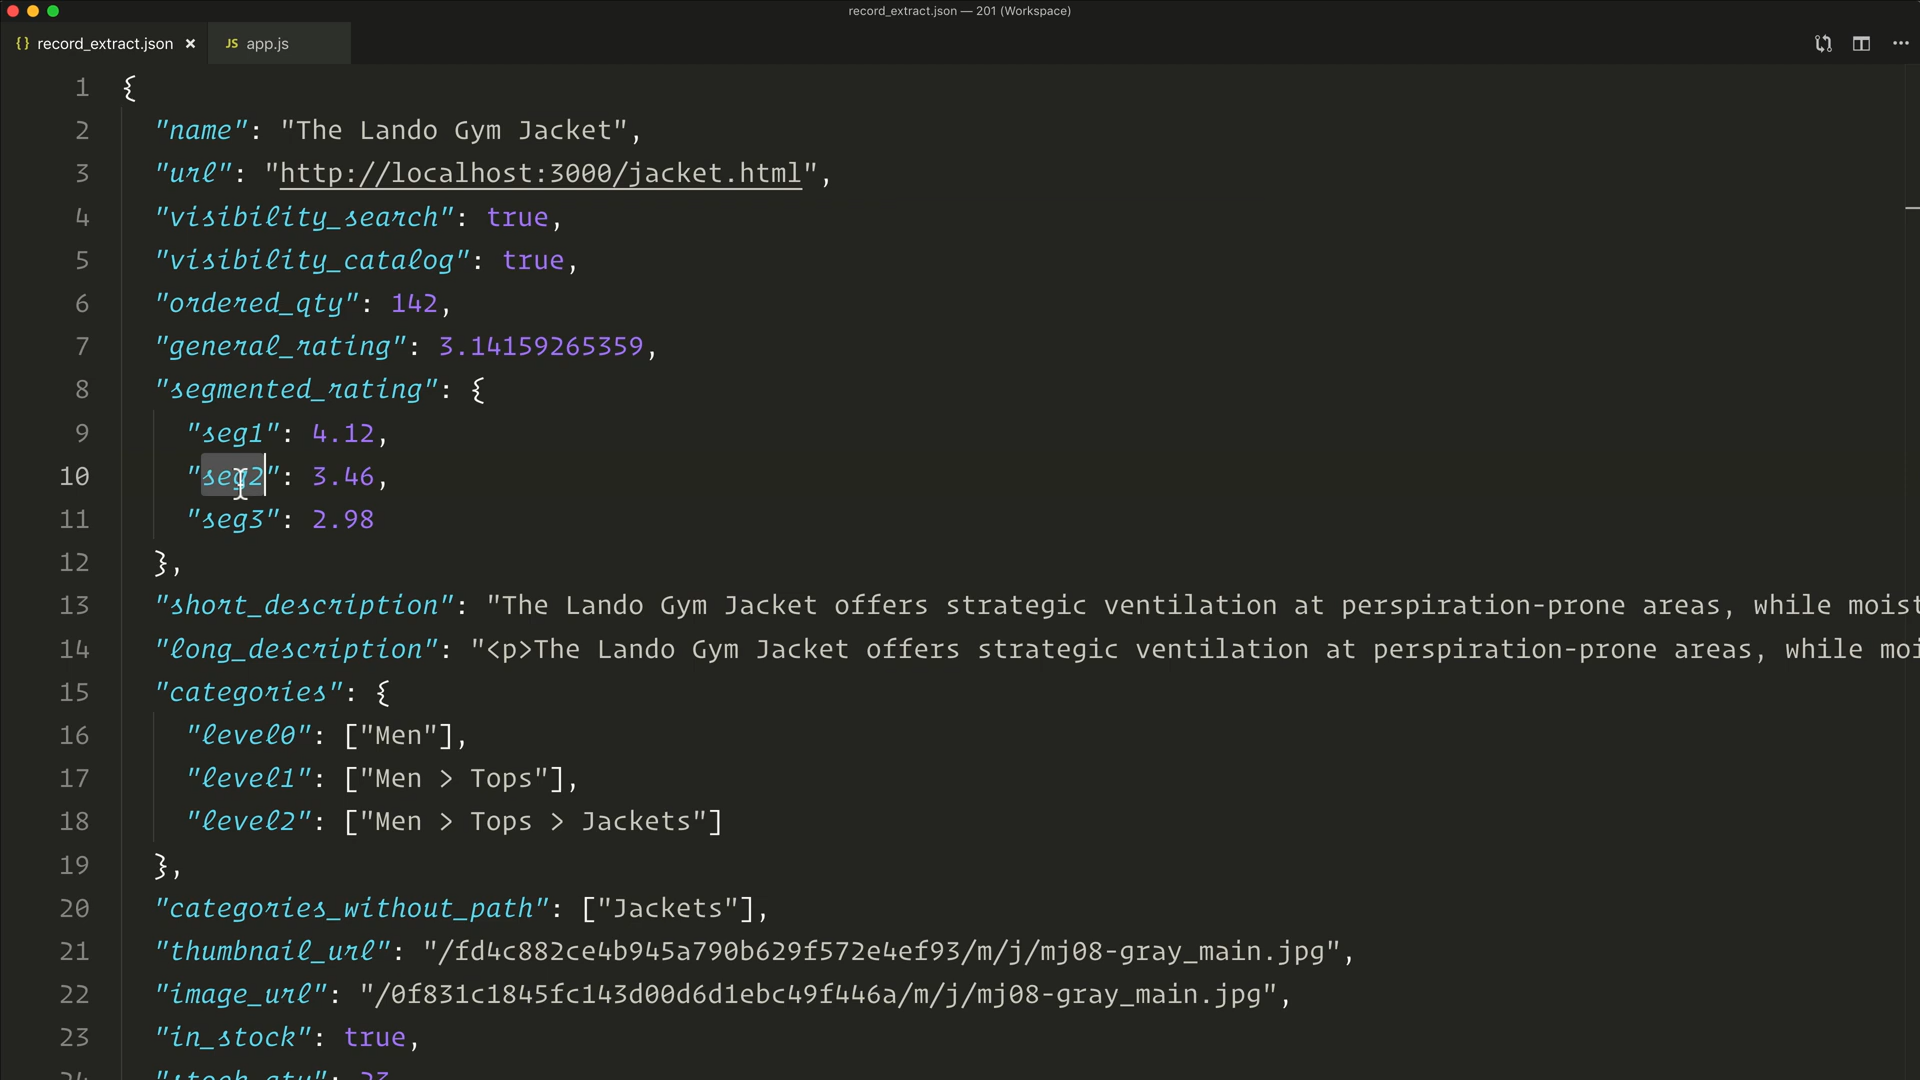 record_extract.json — 201 (Workspace)
{} record_extract.json × JS app.js
1 {
2 "name": "The Lando Gym Jacket",
3 "url": "http://localhost:3000/jacket.html",
4 "visibility_search": true,
5 "visibility_catalog": true,
6 "ordered_qty": 142,
7 "general_rating": 3.14159265359,
8 "segmented_rating": {
9 "seg1": 4.12,
10 "seg2": 3.46,
11 "seg3": 2.98
12 },
13 "short_description": "The Lando Gym Jacket offers strategic ventilation at perspiration-prone areas, while moist
14 "long_description": "<p>The Lando Gym Jacket offers strategic ventilation at perspiration-prone areas, while moi
15 "categories": {
16 "level0": ["Men"],
17 "level1": ["Men > Tops"],
18 "level2": ["Men > Tops > Jackets"]
19 },
20 "categories_without_path": ["Jackets"],
21 "thumbnail_url": "/fd4c882ce4b945a790b629f572e4ef93/m/j/mj08-gray_main.jpg",
22 "image_url": "/0f831c1845fc143d00d6d1ebc49f446a/m/j/mj08-gray_main.jpg",
23 "in_stock": true,
24 "stock_qty": 23